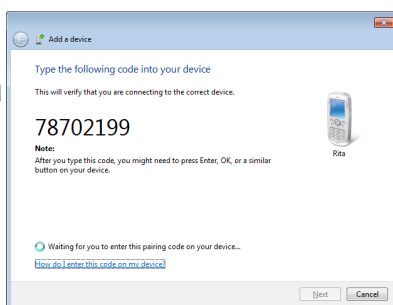 Add a device
Type the following code into your device
This will verify that you are connecting to the correct device.
78702199
Note:
After you type this code, you might need to press Enter, OK, or a similar
button on your device.
Rita
Waiting for you to enter this pairing code on your device...
How do I enter this code on my device?
Next Cancel